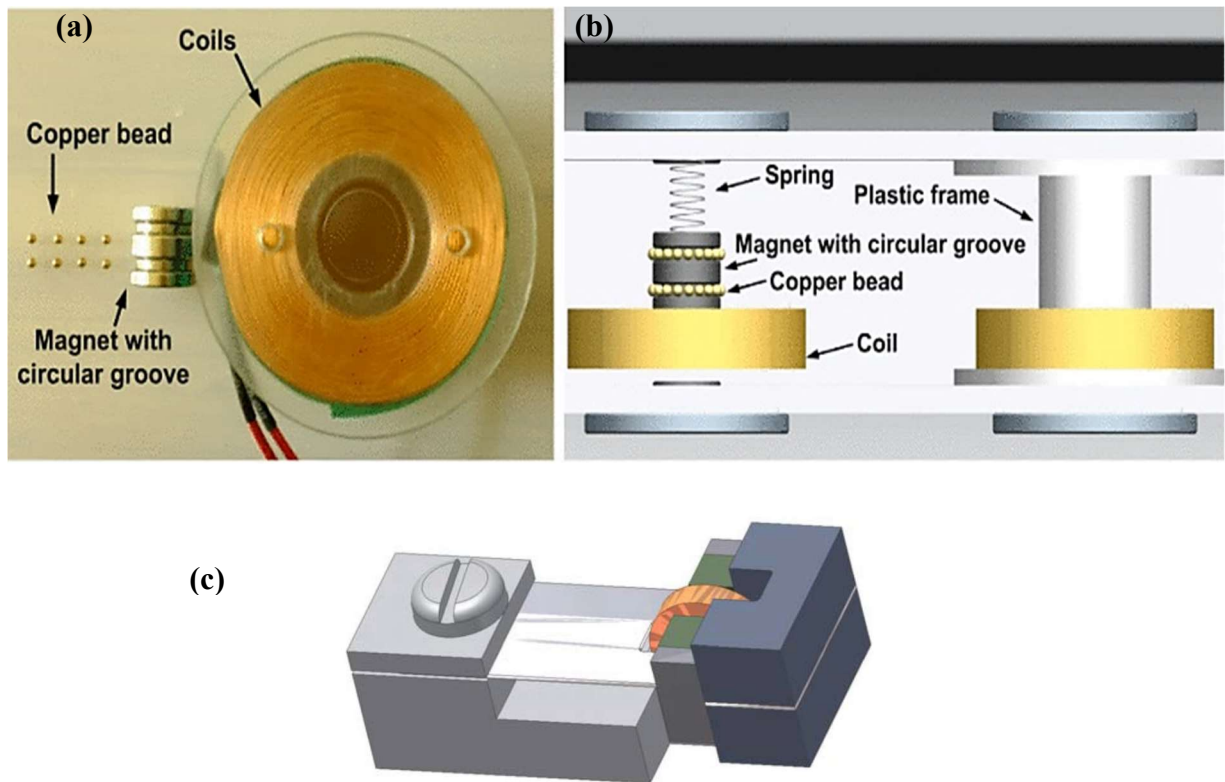 (a)
Coils
Copper bead
Magnet with
circular groove
(b)
Spring
Plastic frame
Magnet with circular groove
Copper bead
Coil
(c)